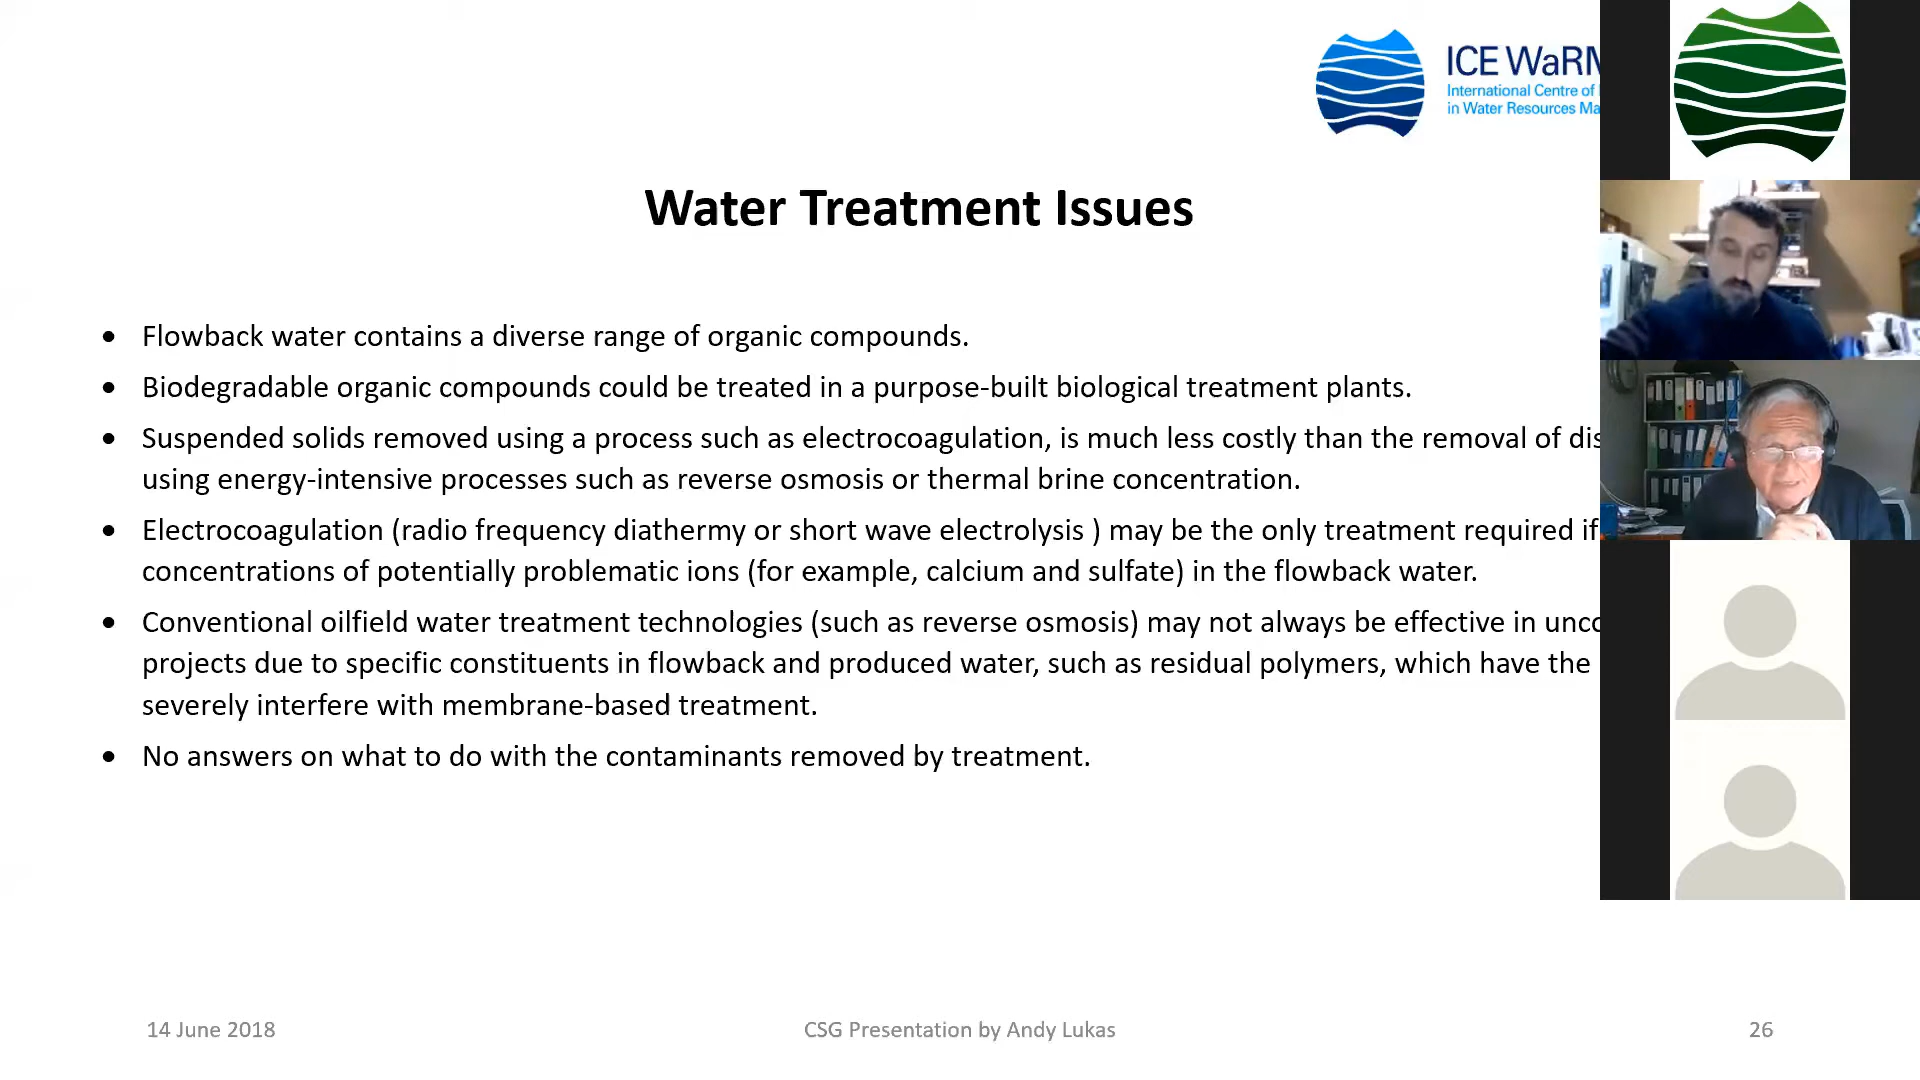 ICE WaRM
International Centre of
in Water Resources
Water Treatment Issues
• Flowback water contains a diverse range of organic compounds.
• Biodegradable organic compounds could be treated in a purpose-built biological treatment plants.
• Suspended solids removed using a process such as electrocoagulation, is much less costly than the removal of
using energy-intensive processes such as reverse osmosis or thermal brine concentration.
• Electrocoagulation (radio frequency diathermy or short wave electrolysis ) may be the only treatment required if
concentrations of potentially problematic ions (for example, calcium and sulfate) in the flowback water.
• Conventional oilfield water treatment technologies (such as reverse osmosis) may not always be effective in
projects due to specific constituents in flowback and produced water, such as residual polymers, which have the
severely interfere with membrane-based treatment.
• No answers on what to do with the contaminants removed by treatment.
14 June 2018
CSG Presentation by Andy Lukas
26